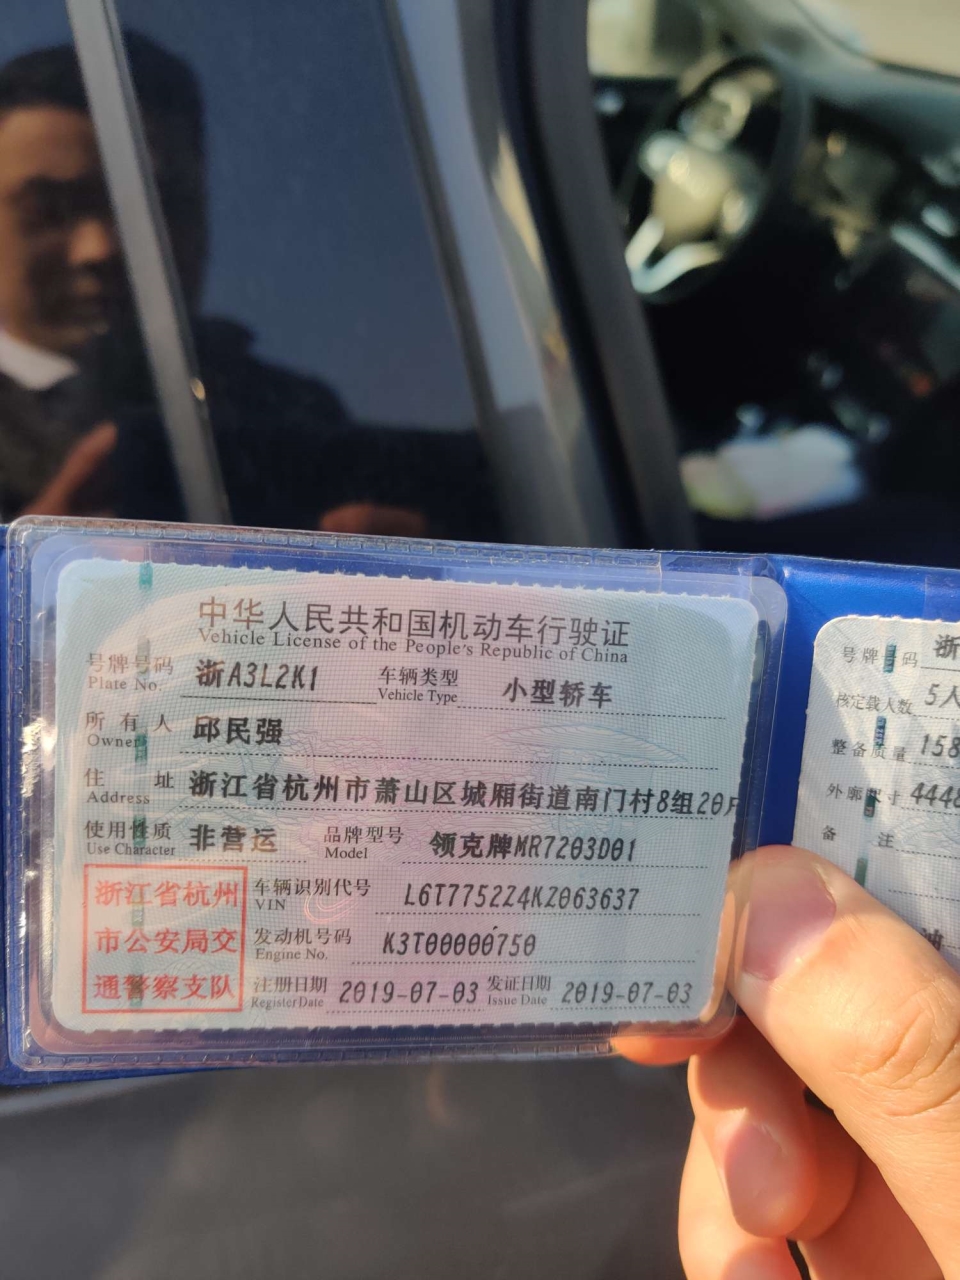 中华人民共和国机动车行驶证
Vehicle License of the People's Republic of China
号牌号码 浙A3L2K1 车辆类型 小型轿车
Plate No. Vehicle Type
所有人 邱民强
Owner
住址 浙江省杭州市萧山区城厢街道南门村8组20户
Address
使用性质 非营运 品牌型号 领克牌MR7203D01
Use Character Model
浙江省杭州
市公安局交
通警察支队
车辆识别代号 L6T7752Z4KZ063637
VIN
发动机号码 K3T00000750
Engine No.
注册日期 2019-07-03 发证日期 2019-07-03
Register Date Issue Date
号牌号码 浙
核定载人数 5人
整备质量 158
外廓尺寸 4448
备注